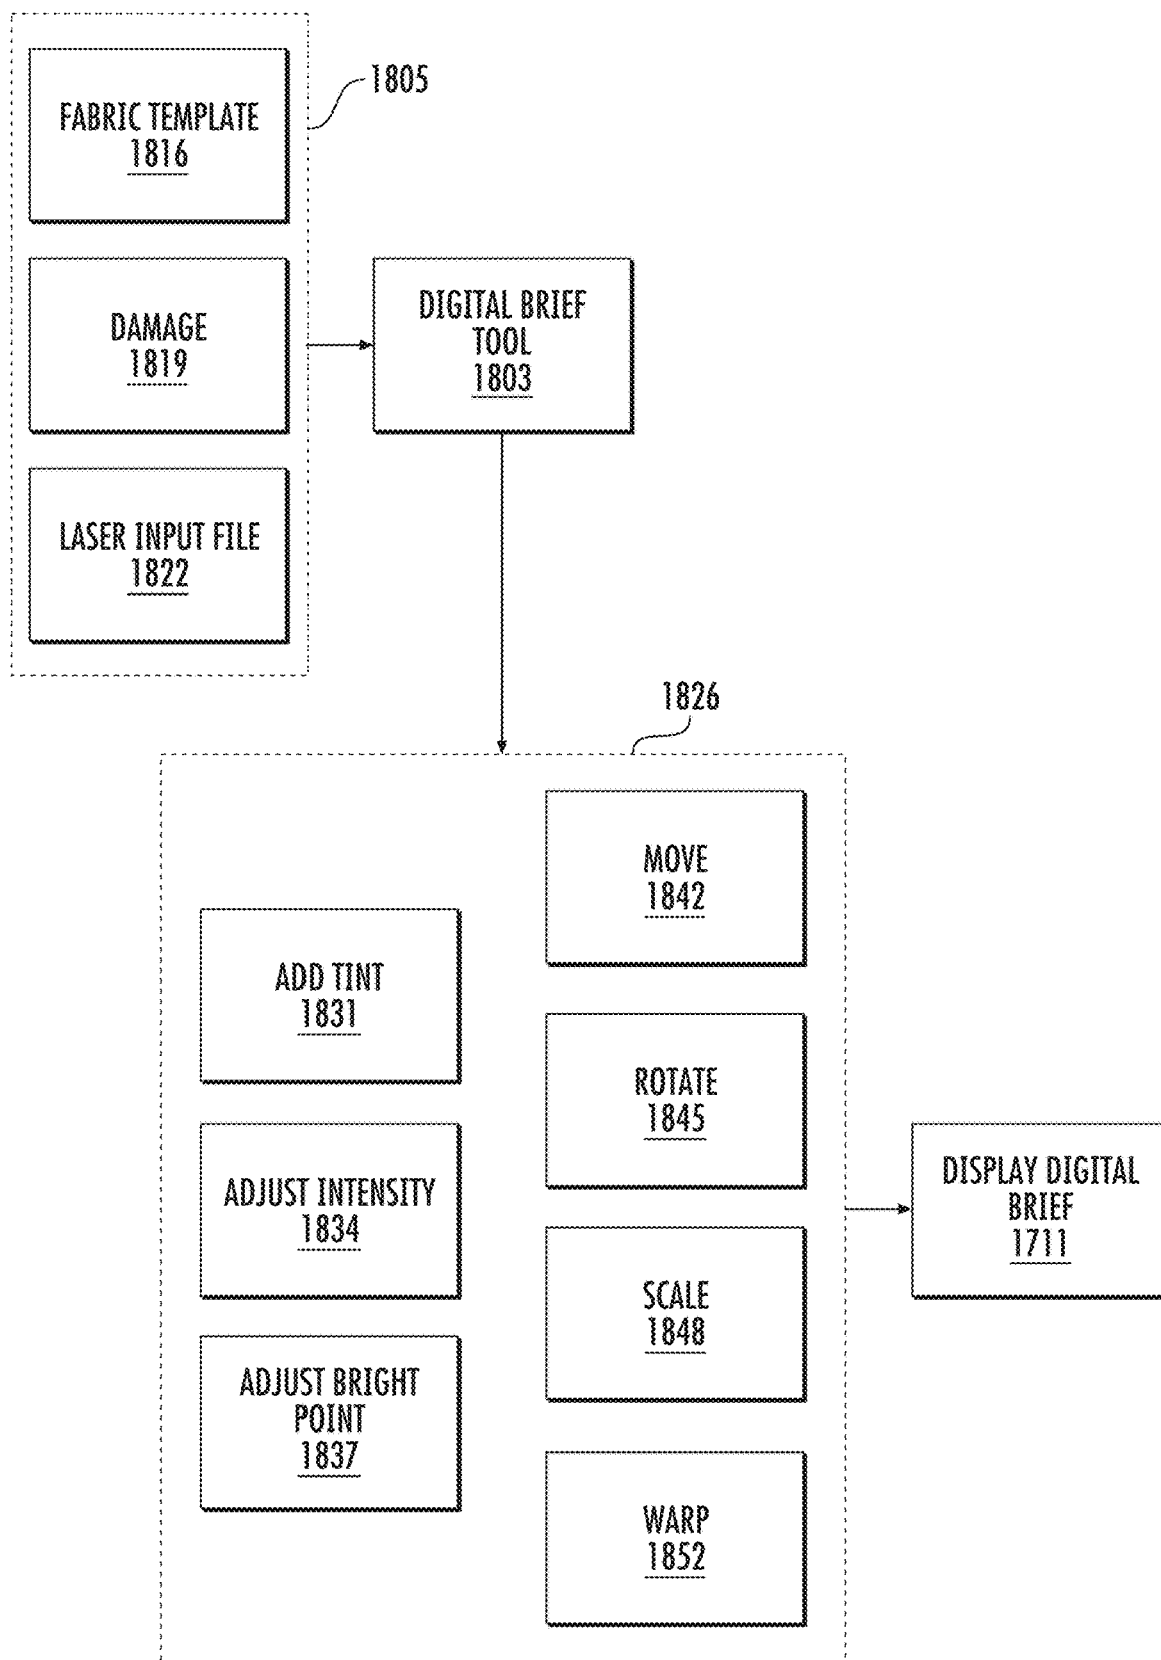 FABRIC TEMPLATE
1816
1805
DAMAGE
1819
DIGITAL BRIEF
TOOL
1803
LASER INPUT FILE
1822
1826
MOVE
1842
ADD TINT
1831
ROTATE
1845
ADJUST INTENSITY
1834
DISPLAY DIGITAL
BRIEF
1711
SCALE
1848
ADJUST BRIGHT
POINT
1837
WARP
1852